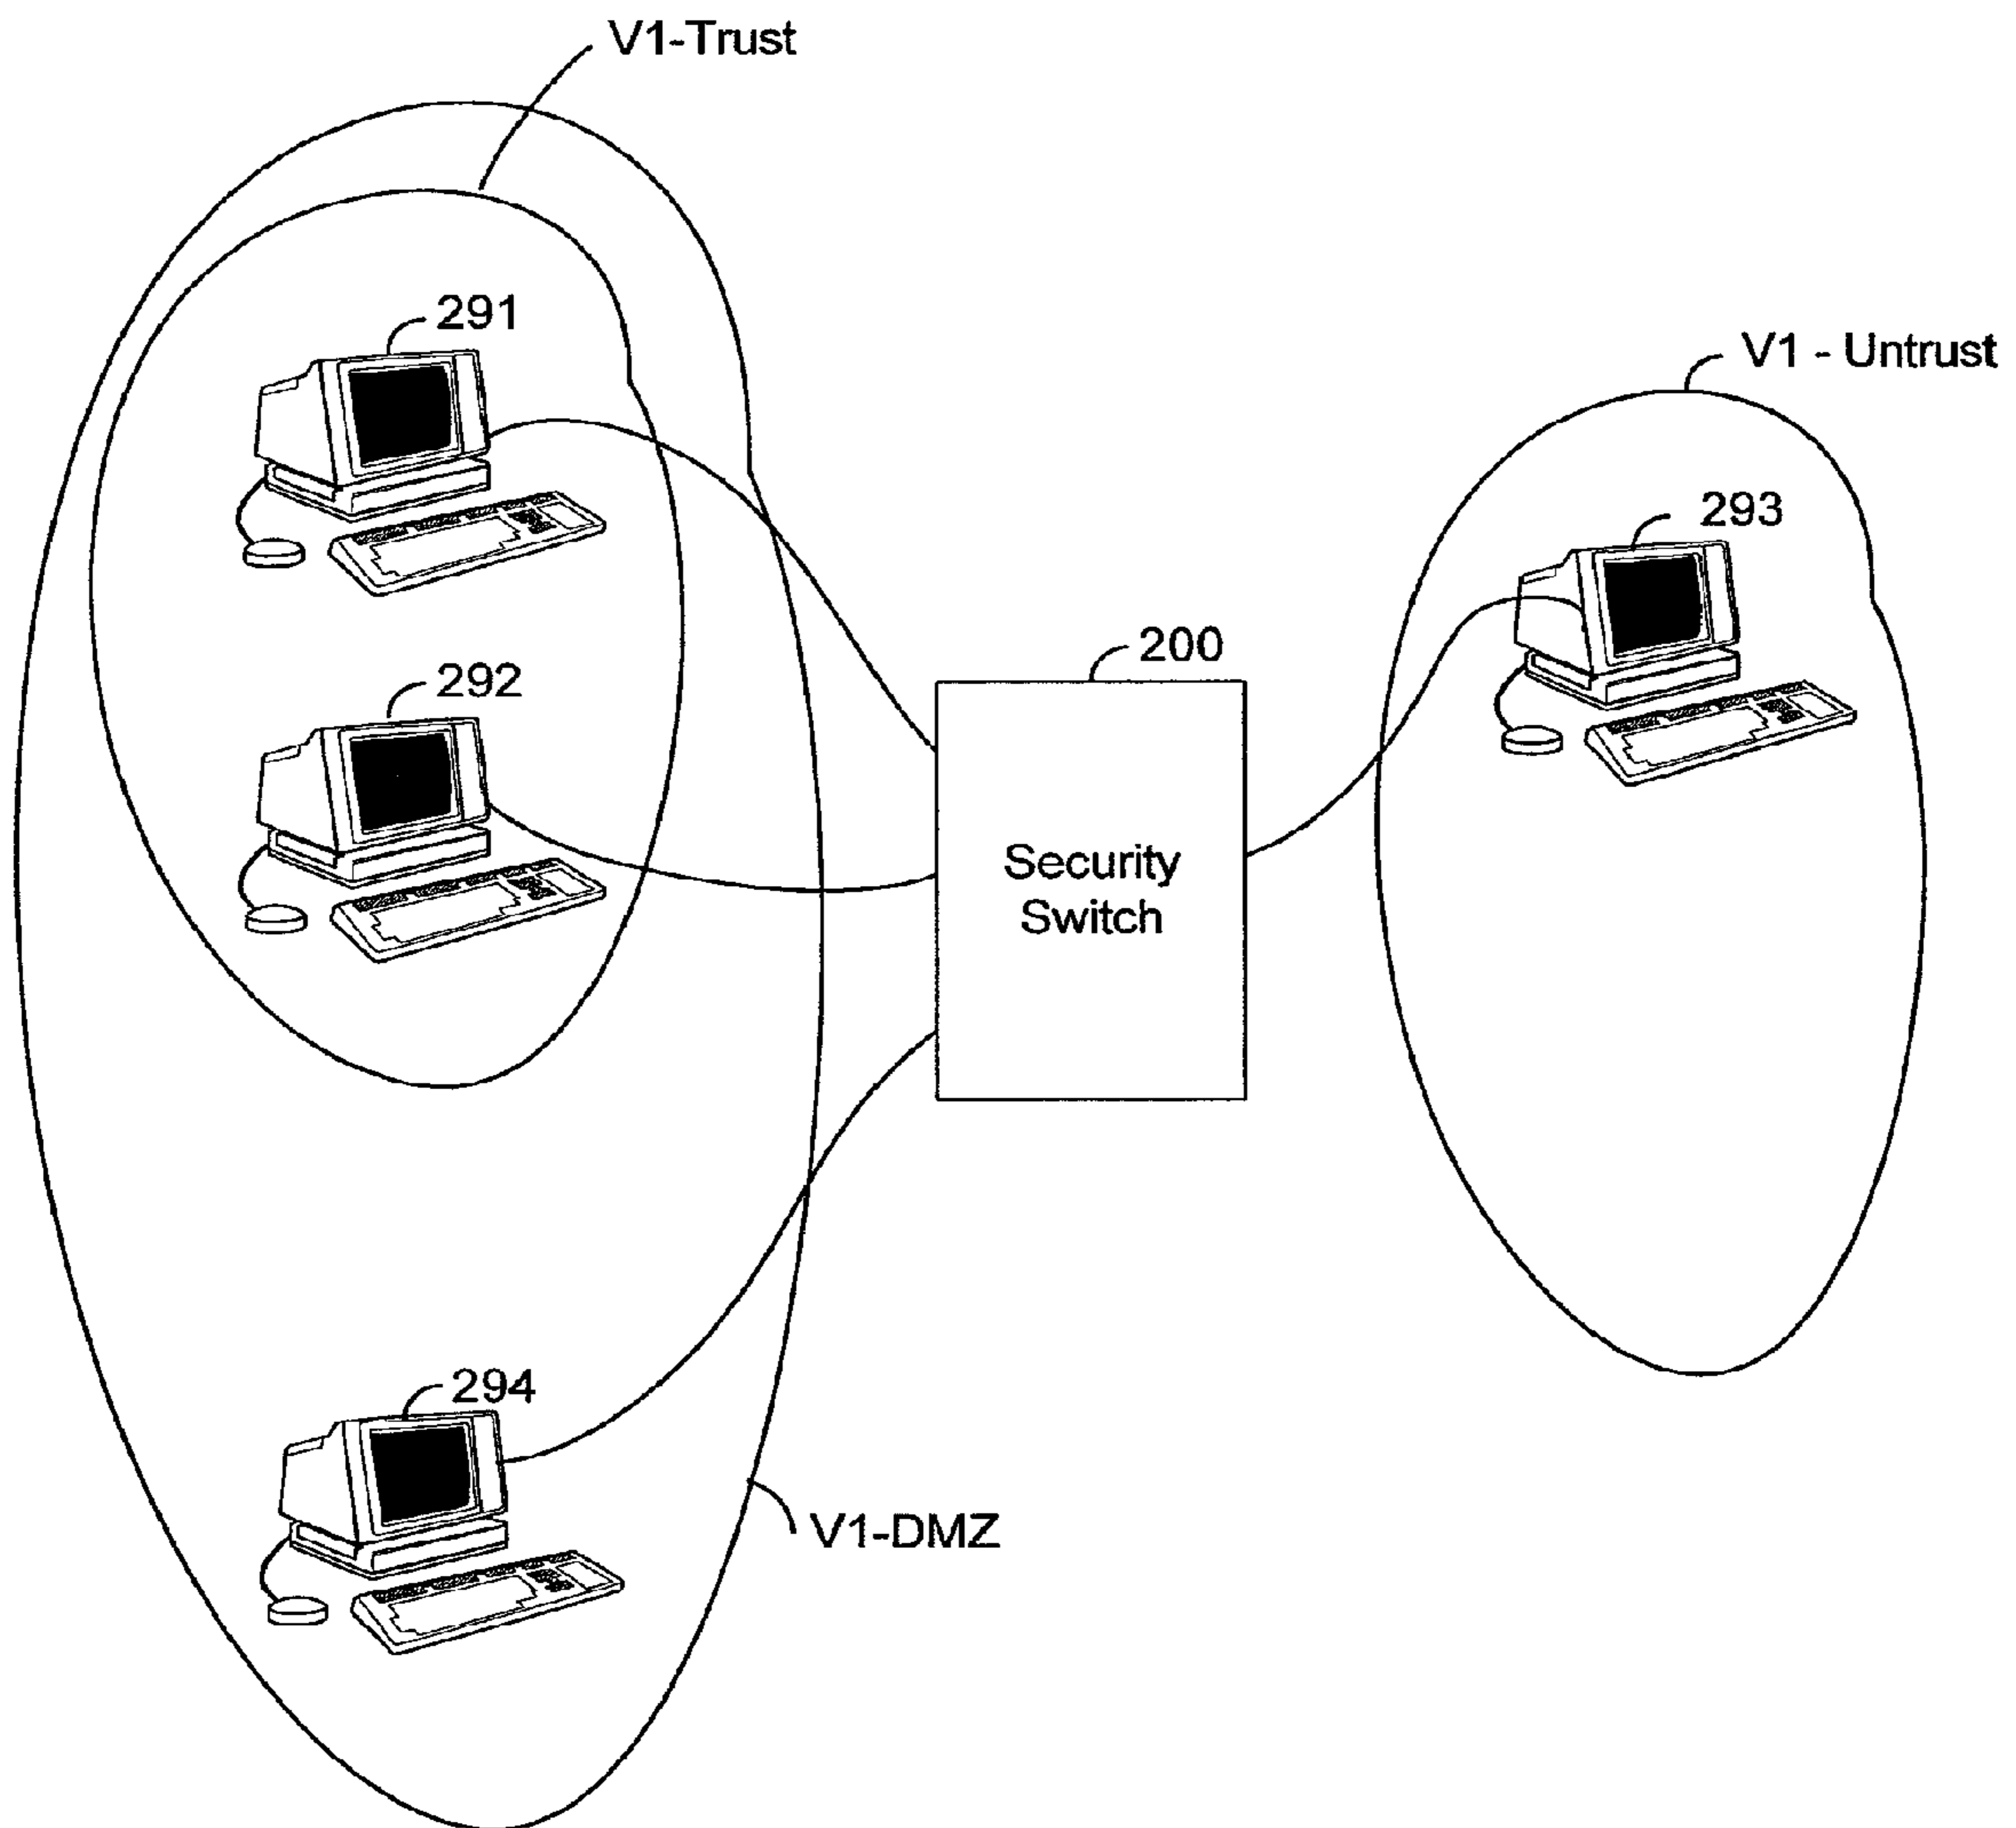 V1-Trust
291
V1 - Untrust
293
200
292
Security
Switch
294
V1-DMZ